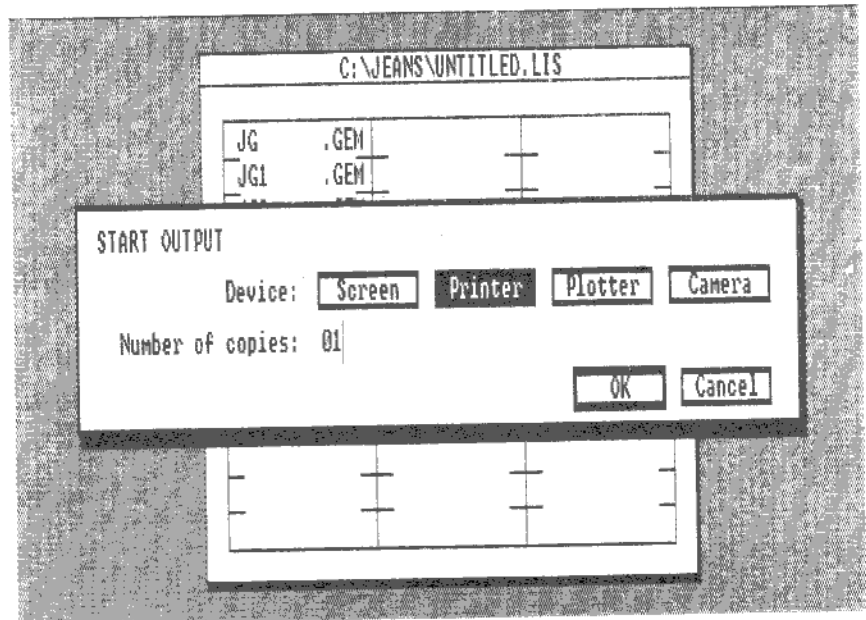 C:\JEANS\UNTITLED.LIS
JG .GEM
JG1 .GEM
START OUTPUT
Device: Screen Printer Plotter Camera
Number of copies: 01
OK Cancel